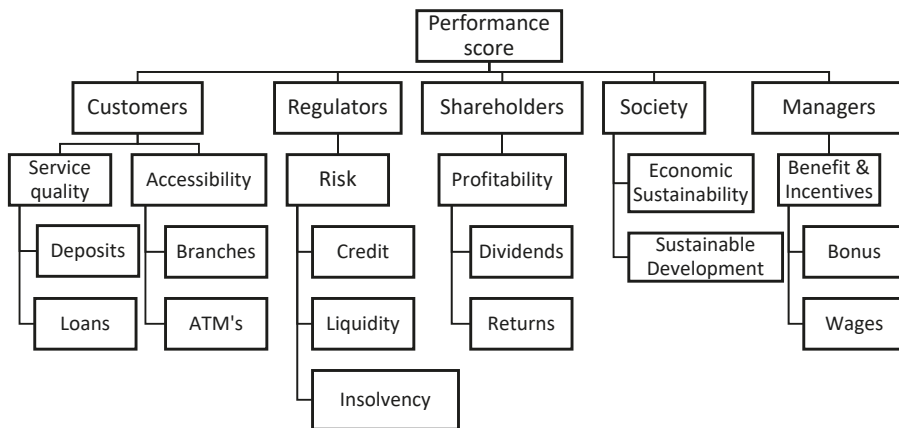 Performance
score
Customers
Regulators
Shareholders
Society
Managers
Service
quality
Accessibility
Risk
Profitability
Economic
Sustainability
Benefit &
Incentives
Deposits
Branches
Credit
Dividends
Sustainable
Development
Bonus
Loans
ATM's
Liquidity
Returns
Wages
Insolvency